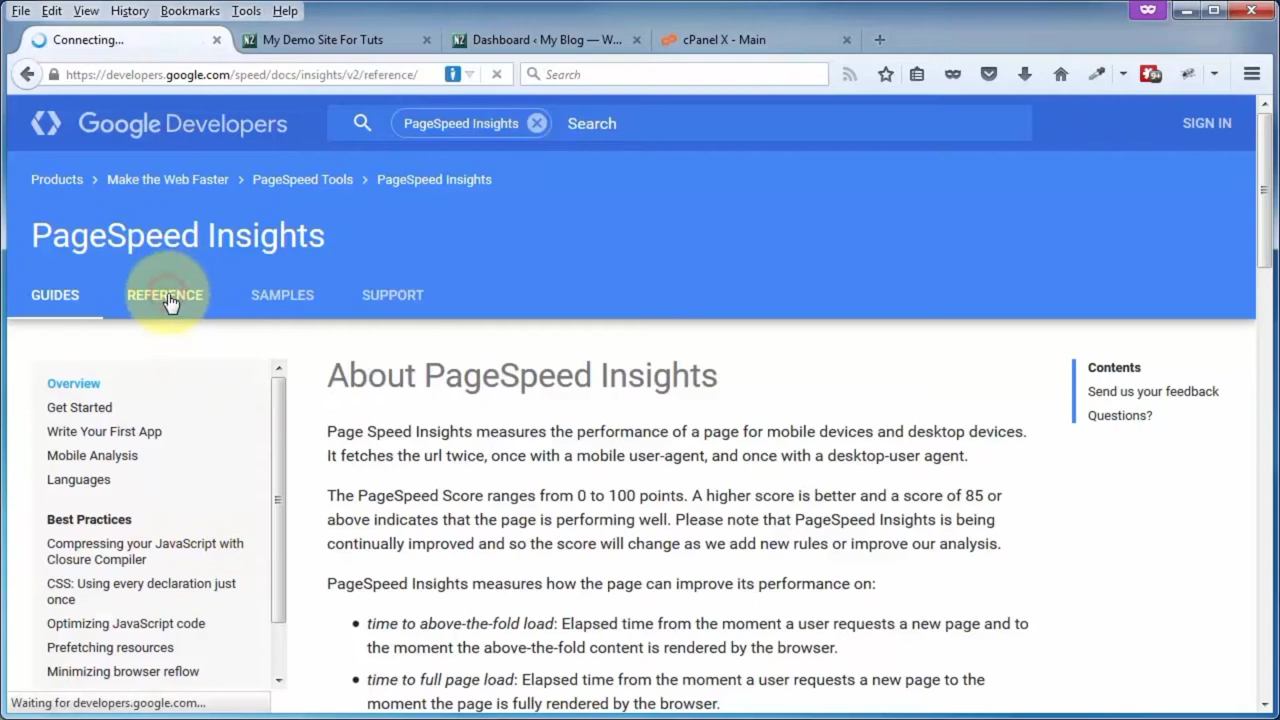 File Edit View History Bookmarks Tools Help
Connecting...
My Demo Site For Tuts
Dashboard ‹ My Blog — W...
cPanel X - Main
https://developers.google.com/speed/docs/insights/v2/reference/
Search
Google Developers
PageSpeed Insights
Search
SIGN IN
Products > Make the Web Faster > PageSpeed Tools > PageSpeed Insights
PageSpeed Insights
GUIDES REFERENCE SAMPLES SUPPORT
Overview
Get Started
Write Your First App
Mobile Analysis
Languages
Best Practices
Compressing your JavaScript with
Closure Compiler
CSS: Using every declaration just
once
Optimizing JavaScript code
Prefetching resources
Minimizing browser reflow
About PageSpeed Insights
Page Speed Insights measures the performance of a page for mobile devices and desktop devices.
It fetches the url twice, once with a mobile user-agent, and once with a desktop-user agent.
The PageSpeed Score ranges from 0 to 100 points. A higher score is better and a score of 85 or
above indicates that the page is performing well. Please note that PageSpeed Insights is being
continually improved and so the score will change as we add new rules or improve our analysis.
PageSpeed Insights measures how the page can improve its performance on:
• time to above-the-fold load: Elapsed time from the moment a user requests a new page and to
the moment the above-the-fold content is rendered by the browser.
• time to full page load: Elapsed time from the moment a user requests a new page to the
moment the page is fully rendered by the browser.
Contents
Send us your feedback
Questions?
Waiting for developers.google.com...